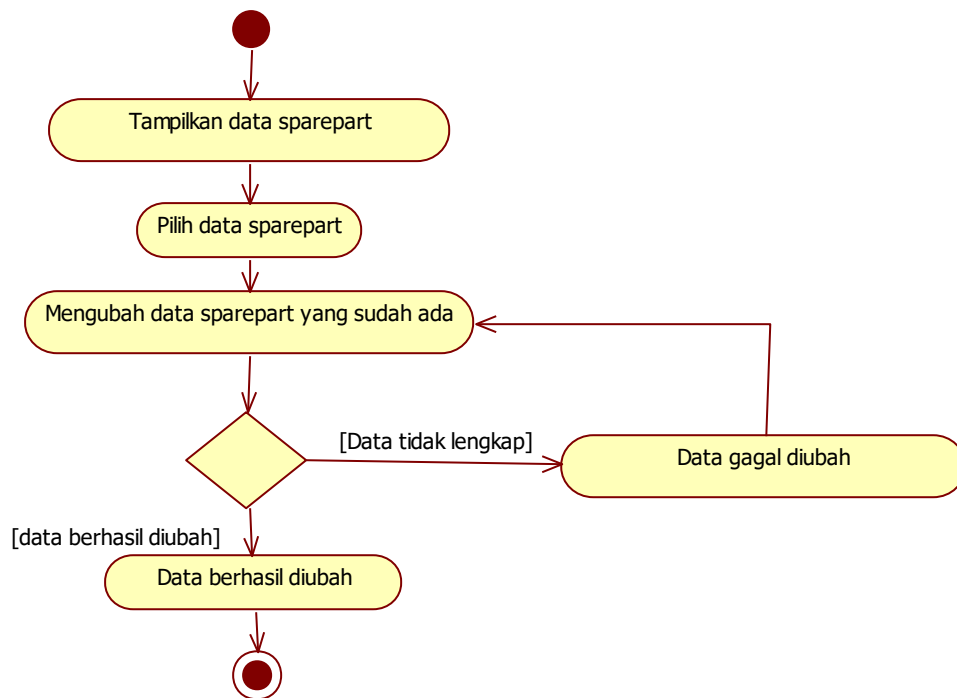 Tampilkan data sparepart
Pilih data sparepart
Mengubah data sparepart yang sudah ada
[Data tidak lengkap]
Data gagal diubah
[data berhasil diubah]
Data berhasil diubah